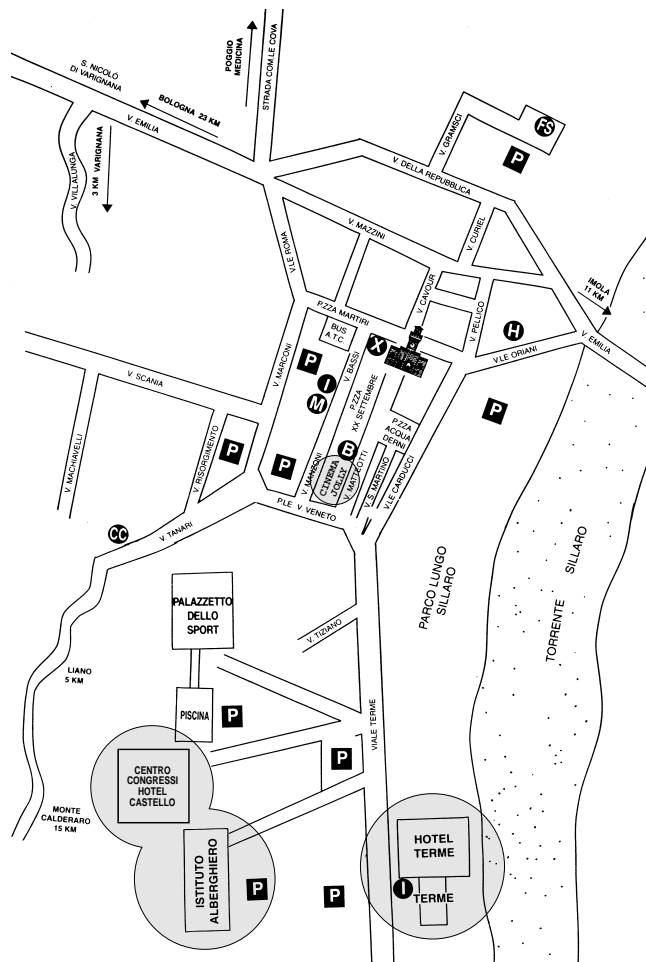 STRADA COM.LE COVA
POGGIO
MEDICINA
S. NICOLÓ
DI VARIGNANA
BOLOGNA 23 KM
V. EMILIA
V. VILLALUNGA
3 KM VARIGNANA
V. GRAMSCI
FS
P
V. DELLA REPUBBLICA
V. MAZZINI
V. CURIEL
V.LE ROMA
V. CAVOUR
IMOLA
11 KM
P.ZZA MARTIRI
V. PELLICO
H
BUS
A.T.C.
X
V. EMILIA
V.LE ORIANI
V. MARCONI
P
V. BASSI
I
M
V. SCANIA
P.ZZA
XX SETTEMBRE
P
P.ZZA
ACQUA
DERNI
V. MACHIAVELLI
V. RISORGIMENTO
P
P
B
V. MANZONI
CINEMA
JOLLY
V. MATTEOTTI
V. S. MARTINO
V.LE CARDUCCI
P.LE V. VENETO
CC
V. TANARI
PARCO LUNGO
SILLARO
TORRENTE SILLARO
PALAZZETTO
DELLO
SPORT
V. TIZIANO
LIANO
5 KM
PISCINA
P
VIALE TERME
P
CENTRO
CONGRESSI
HOTEL
CASTELLO
MONTE
CALDERARO
15 KM
HOTEL
TERME
ISTITUTO
ALBERGHIERO
P
P
I
TERME